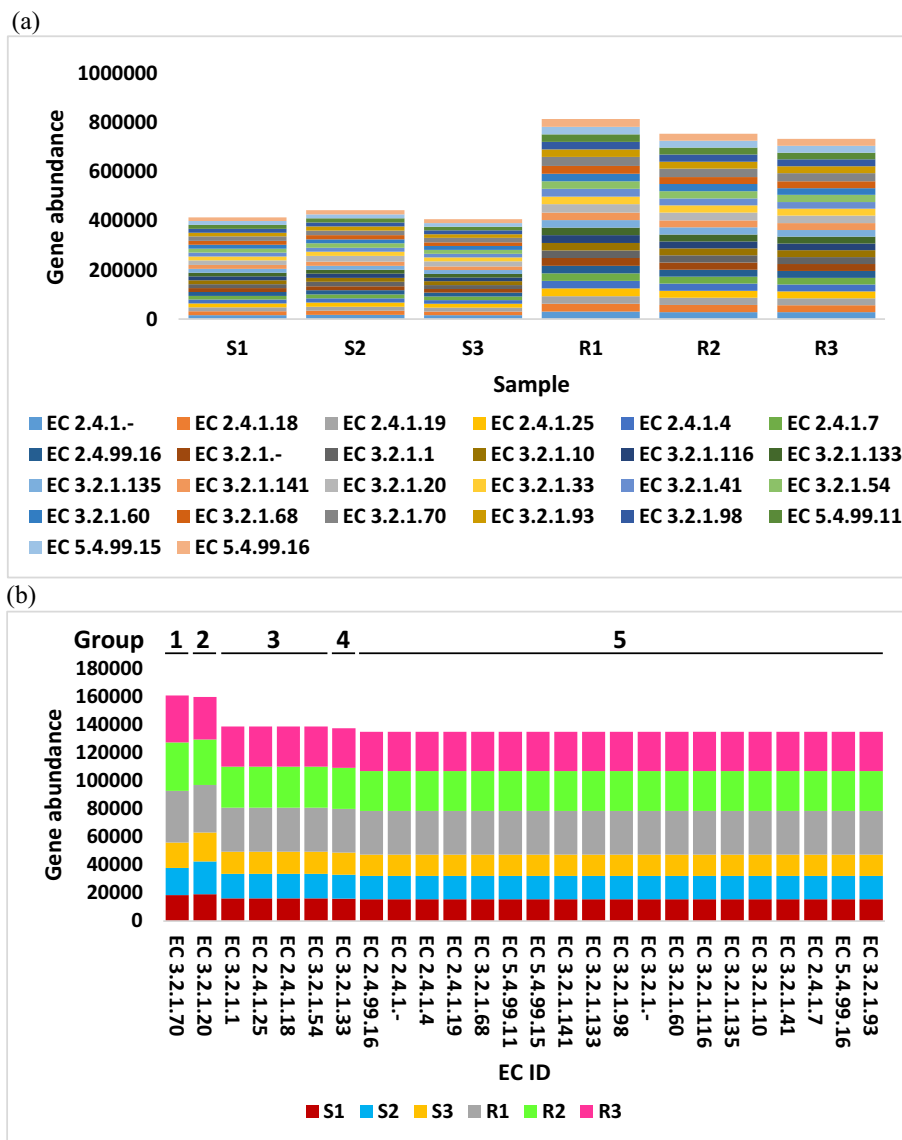 (a)
1000000
800000
600000
400000
200000
0
Gene abundance
S1 S2 S3 R1 R2 R3
Sample
EC 2.4.1.- EC 2.4.1.18 EC 2.4.1.19 EC 2.4.1.25 EC 2.4.1.4 EC 2.4.1.7
EC 2.4.99.16 EC 3.2.1.- EC 3.2.1.1 EC 3.2.1.10 EC 3.2.1.116 EC 3.2.1.133
EC 3.2.1.135 EC 3.2.1.141 EC 3.2.1.20 EC 3.2.1.33 EC 3.2.1.41 EC 3.2.1.54
EC 3.2.1.60 EC 3.2.1.68 EC 3.2.1.70 EC 3.2.1.93 EC 3.2.1.98 EC 5.4.99.11
EC 5.4.99.15 EC 5.4.99.16
(b)
Group 1 2 3 4 5
180000
160000
140000
120000
100000
80000
60000
40000
20000
0
Gene abundance
EC 3.2.1.70
EC 3.2.1.20
EC 3.2.1.1
EC 2.4.1.25
EC 2.4.1.18
EC 3.2.1.54
EC 3.2.1.33
EC 2.4.99.16
EC 2.4.1.-
EC 2.4.1.4
EC 2.4.1.19
EC 3.2.1.68
EC 5.4.99.11
EC 5.4.99.15
EC 3.2.1.141
EC 3.2.1.133
EC 3.2.1.98
EC 3.2.1.-
EC 3.2.1.60
EC 3.2.1.116
EC 3.2.1.135
EC 3.2.1.10
EC 3.2.1.41
EC 2.4.1.7
EC 5.4.99.16
EC 3.2.1.93
EC ID
S1 S2 S3 R1 R2 R3